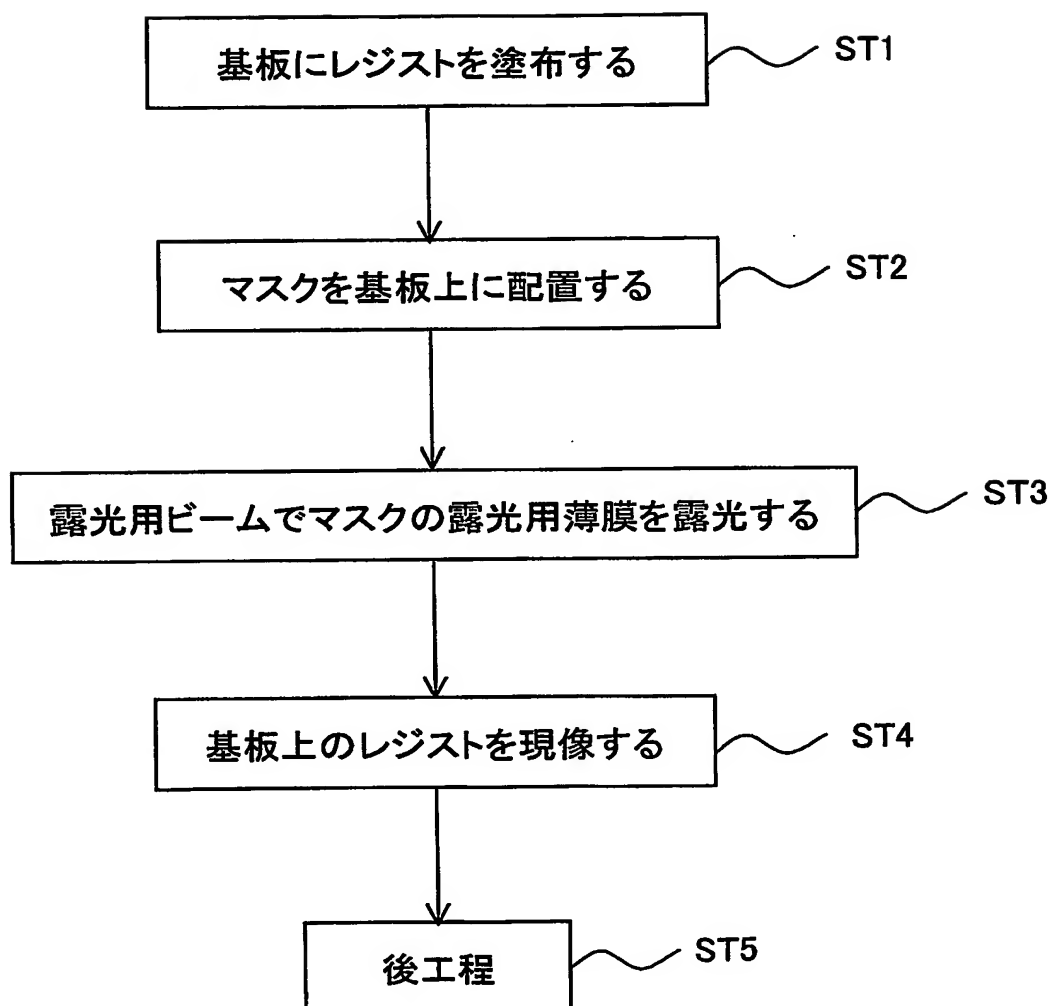 基板にレジストを塗布する
ST1
マスクを基板上に配置する
ST2
露光用ビームでマスクの露光用薄膜を露光する
ST3
基板上のレジストを現像する
ST4
後工程
ST5